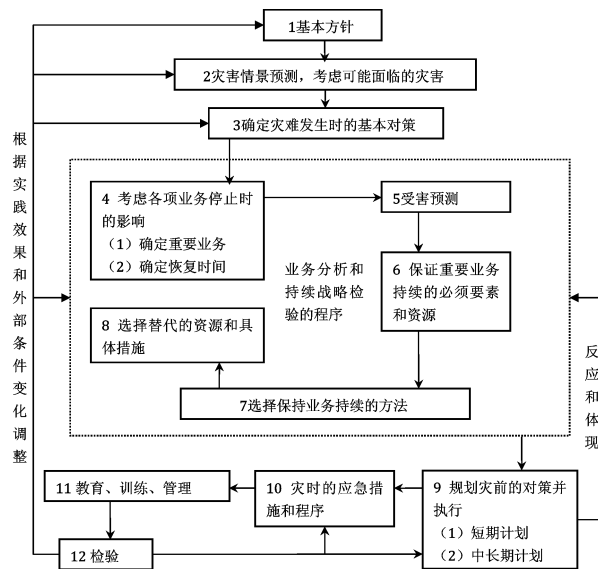 1基本方针
2灾害情景预测，考虑可能面临的灾害
3确定灾难发生时的基本对策
根据实践效果和外部条件变化调整
4 考虑各项业务停止时
的影响
（1）确定重要业务
（2）确定恢复时间
5受害预测
业务分析和
持续战略检
验的程序
6 保证重要业务
持续的必须要素
和资源
8 选择替代的资源和具
体措施
7选择保持业务持续的方法
反应和体现
9 规划灾前的对策并
执行
（1）短期计划
（2）中长期计划
10 灾时的应急措
施和程序
11 教育、训练、管理
12 检验